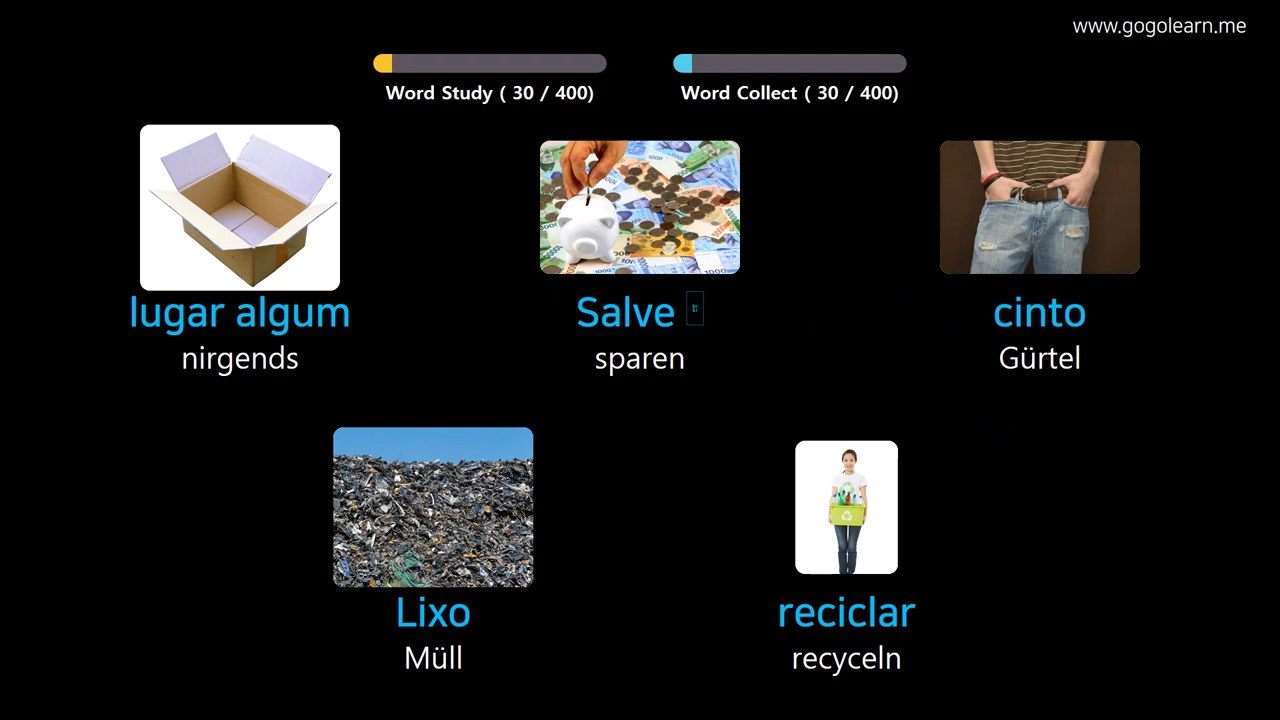 www.gogolearn.me
Word Study ( 30 / 400)
Word Collect ( 30 / 400)
lugar algum
nirgends
Salve
sparen
cinto
Gürtel
Lixo
Müll
reciclar
recyceln